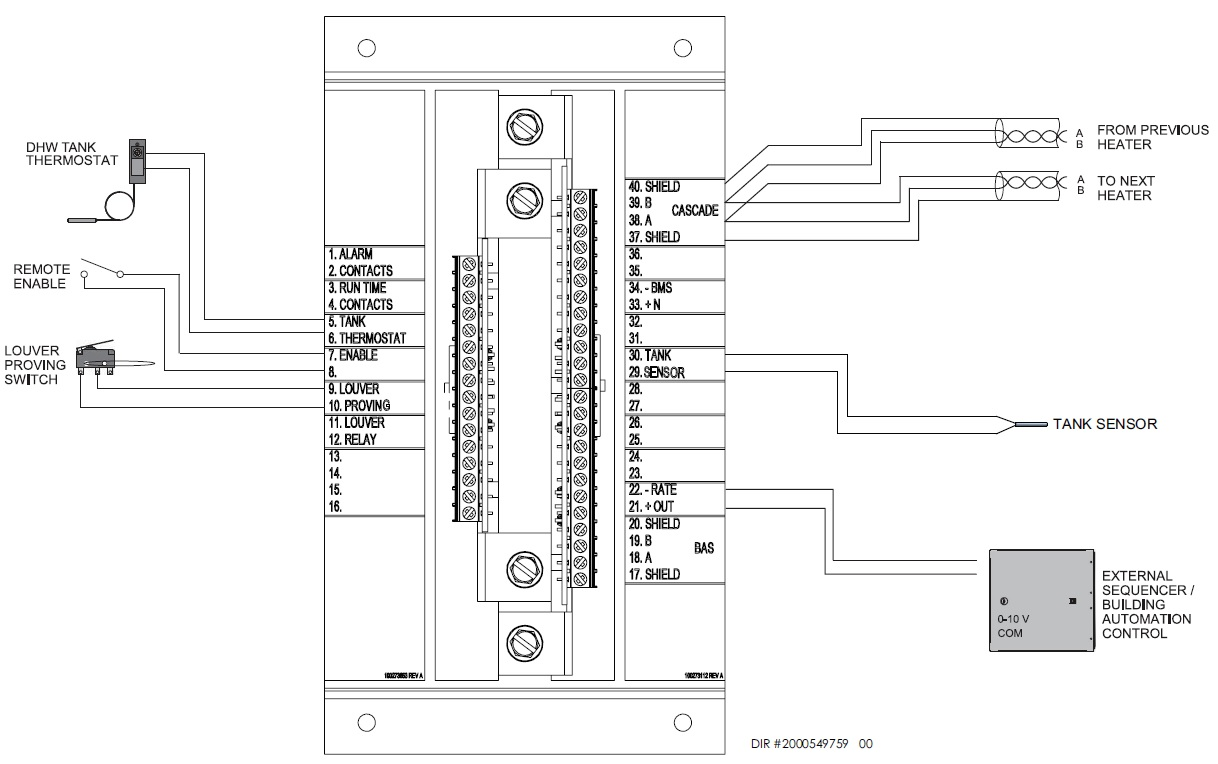 DHW TANK
THERMOSTAT
REMOTE
ENABLE
LOUVER
PROVING
SWITCH
1. ALARM
2. CONTACTS
3. RUN TIME
4. CONTACTS
5. TANK
6. THERMOSTAT
7. ENABLE
8.
9. LOUVER
10. PROVING
11. LOUVER
12. RELAY
13.
14.
15.
16.
40. SHIELD
39. B
CASCADE
38. A
37. SHIELD
36.
35.
34. - BMS
33. + N
32.
31.
30. TANK
29. SENSOR
28.
27.
26.
25.
24.
23.
22. - RATE
21. + OUT
20. SHIELD
19. B
BAS
18. A
17. SHIELD
100273112 REV A
A
B
FROM PREVIOUS
HEATER
A
B
TO NEXT
HEATER
TANK SENSOR
0-10 V
COM
EXTERNAL
SEQUENCER /
BUILDING
AUTOMATION
CONTROL
DIR #2000549759 00